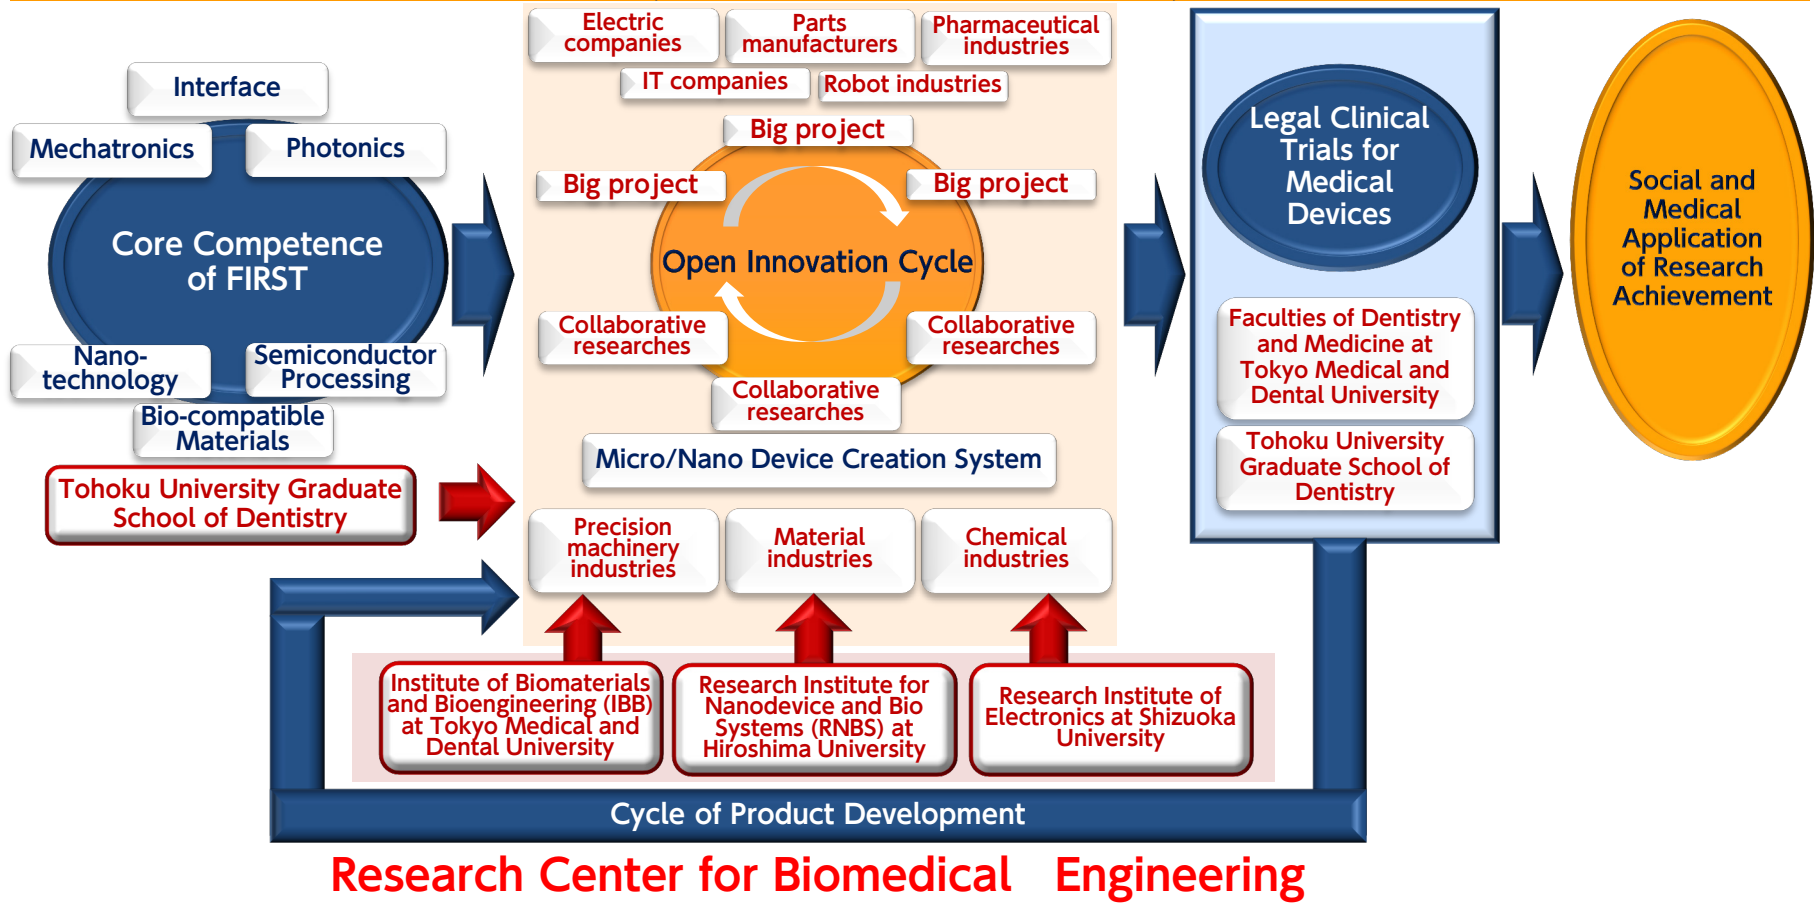 Interface
Mechatronics
Photonics
Core Competence
of FIRST
Nano-
technology
Semiconductor
Processing
Bio-compatible
Materials
Tohoku University Graduate
School of Dentistry
Electric
companies
Parts
manufacturers
Pharmaceutical
industries
IT companies
Robot industries
Big project
Big project
Big project
Open Innovation Cycle
Collaborative
researches
Collaborative
researches
Collaborative
researches
Micro/Nano Device Creation System
Precision
machinery
industries
Material
industries
Chemical
industries
Legal Clinical
Trials for
Medical
Devices
Faculties of Dentistry
and Medicine at
Tokyo Medical and
Dental University
Tohoku University
Graduate School of
Dentistry
Social and
Medical
Application
of Research
Achievement
Institute of Biomaterials
and Bioengineering (IBB)
at Tokyo Medical and
Dental University
Research Institute for
Nanodevice and Bio
Systems (RNBS) at
Hiroshima University
Research Institute of
Electronics at Shizuoka
University
Cycle of Product Development
Research Center for Biomedical Engineering